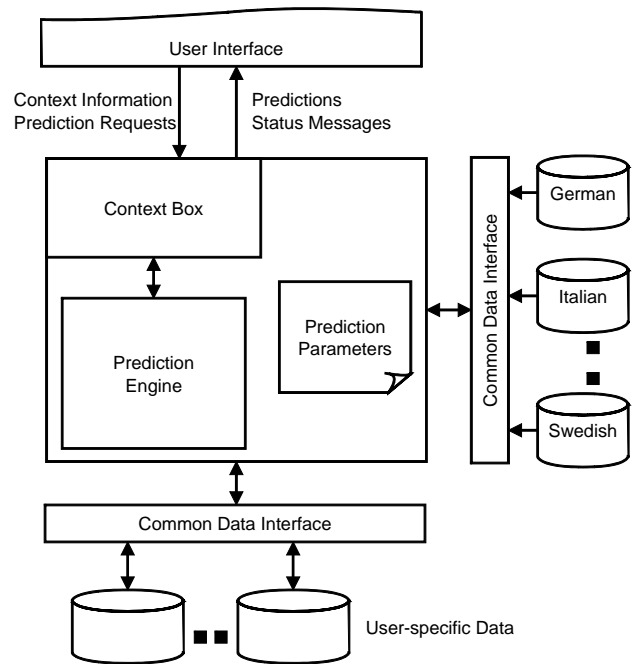 User Interface
Context Information
Prediction Requests
Predictions
Status Messages
Context Box
Prediction
Engine
Prediction
Parameters
Common Data Interface
German
Italian
Swedish
Common Data Interface
User-specific Data